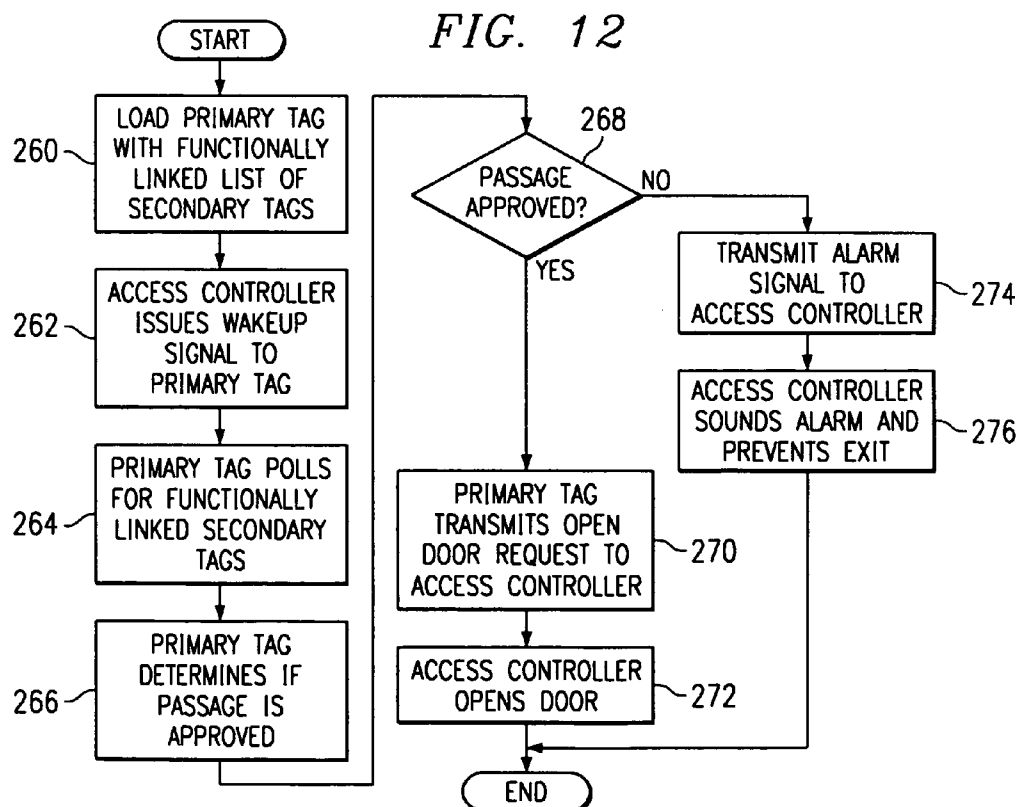 FIG. 12
START
260
LOAD PRIMARY TAG
WITH FUNCTIONALLY
LINKED LIST OF
SECONDARY TAGS
262
ACCESS CONTROLLER
ISSUES WAKEUP
SIGNAL TO
PRIMARY TAG
264
PRIMARY TAG POLLS
FOR FUNCTIONALLY
LINKED SECONDARY
TAGS
266
PRIMARY TAG
DETERMINES IF
PASSAGE IS
APPROVED
268
PASSAGE
APPROVED?
NO
YES
TRANSMIT ALARM
SIGNAL TO
ACCESS CONTROLLER
274
ACCESS CONTROLLER
SOUNDS ALARM AND
PREVENTS EXIT
276
PRIMARY TAG
TRANSMITS OPEN
DOOR REQUEST TO
ACCESS CONTROLLER
270
ACCESS CONTROLLER
OPENS DOOR
272
END